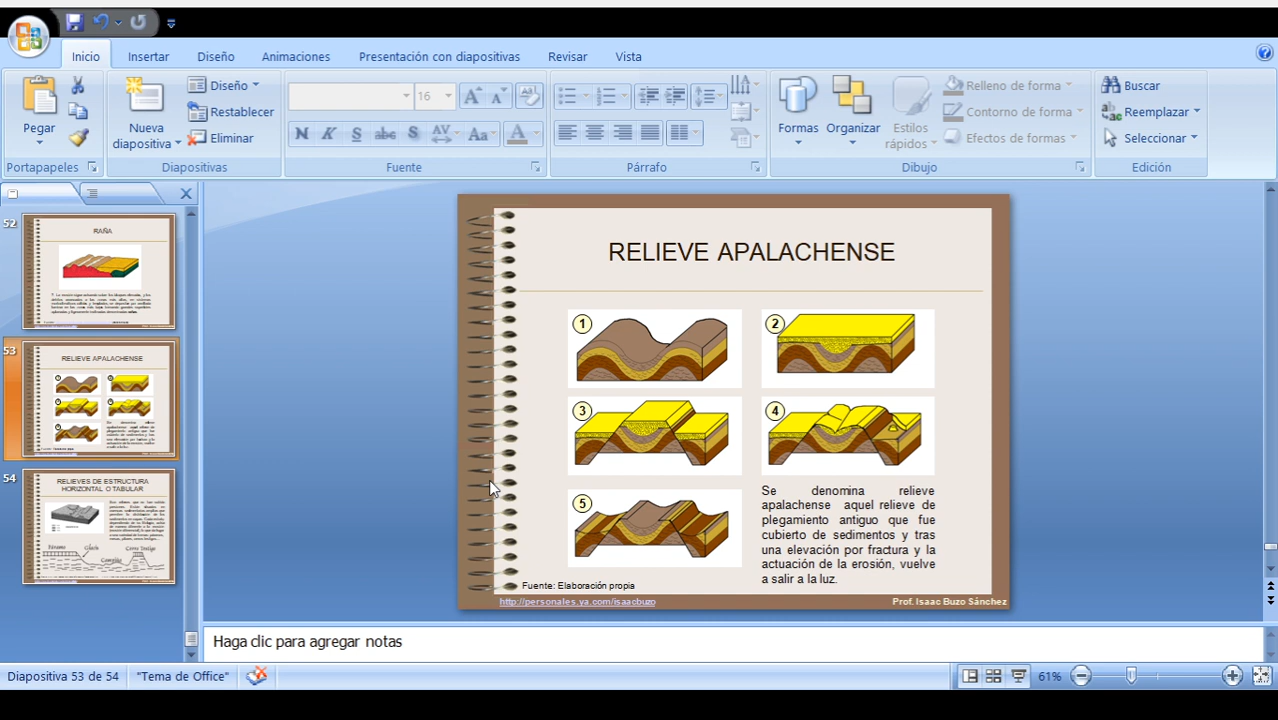 Inicio Insertar Diseño Animaciones Presentación con diapositivas Revisar Vista
Pegar
Portapapeles
Nueva
diapositiva
Diseño
Restablecer
Eliminar
Diapositivas
16
N K S abc S AV Aa A
Fuente
Párrafo
Formas
Organizar
Estilos
rápidos
Relleno de forma
Contorno de forma
Efectos de formas
Dibujo
Buscar
Reemplazar
Seleccionar
Edición
52
RAÑA
53
RELIEVE APALACHENSE
54
RELIEVES DE ESTRUCTURA
HORIZONTAL O TABULAR
RELIEVE APALACHENSE
1
2
3
4
5
Se denomina relieve
apalachense aquel relieve de
plegamiento antiguo que fue
cubierto de sedimentos y tras
una elevación por fractura y la
actuación de la erosión, vuelve
a salir a la luz.
Fuente: Elaboración propia
http://personales.ya.com/isaacbuzo
Prof. Isaac Buzo Sánchez
Haga clic para agregar notas
Diapositiva 53 de 54 "Tema de Office" 61%